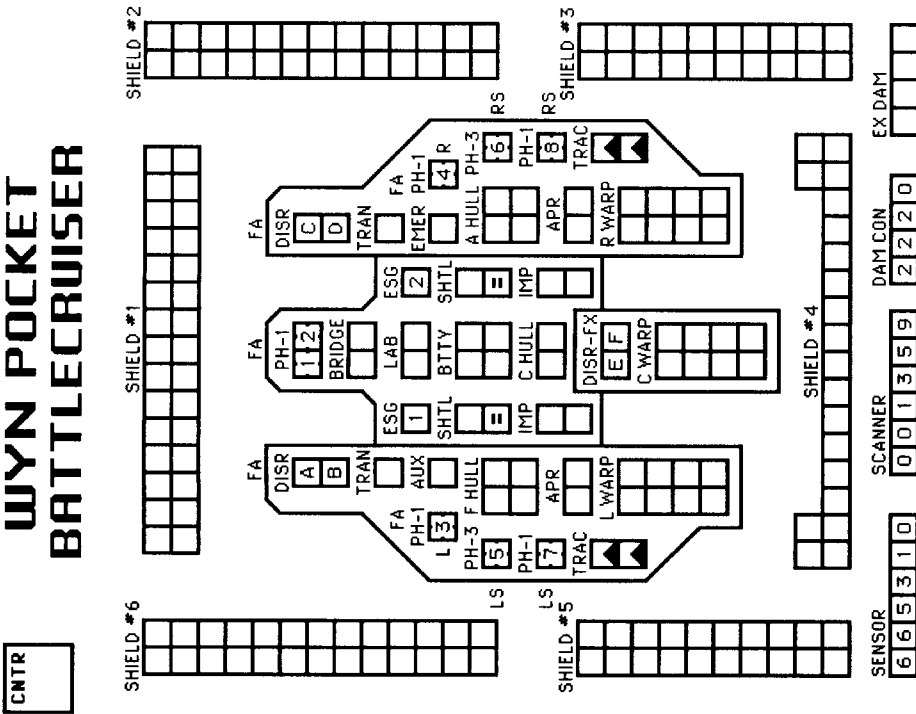 CNTR
WYN POCKET
BATTLECRUISER
SHIELD #1
SHIELD #2
SHIELD #6
FA
DISR
A
B
TRAN
AUX
FA
PH-1
L 3
F HULL
PH-3
5
LS
PH-1
7
LS
APR
TRAC
L WARP
ESG
1
SHTL
=
IMP
FA
PH-1
1 2
BRIDGE
LAB
BTTY
C HULL
DISR-FX
E F
C WARP
ESG
2
SHTL
=
IMP
FA
DISR
C
D
TRAN
EMER
FA
PH-1
4 R
A HULL
PH-3
6
RS
PH-1
8
RS
APR
TRAC
R WARP
SHIELD #5
SHIELD #4
SHIELD #3
SENSOR
6 6 5 3 1 0
SCANNER
0 0 1 3 5 9
DAM CON
2 2 2 0
EX DAM